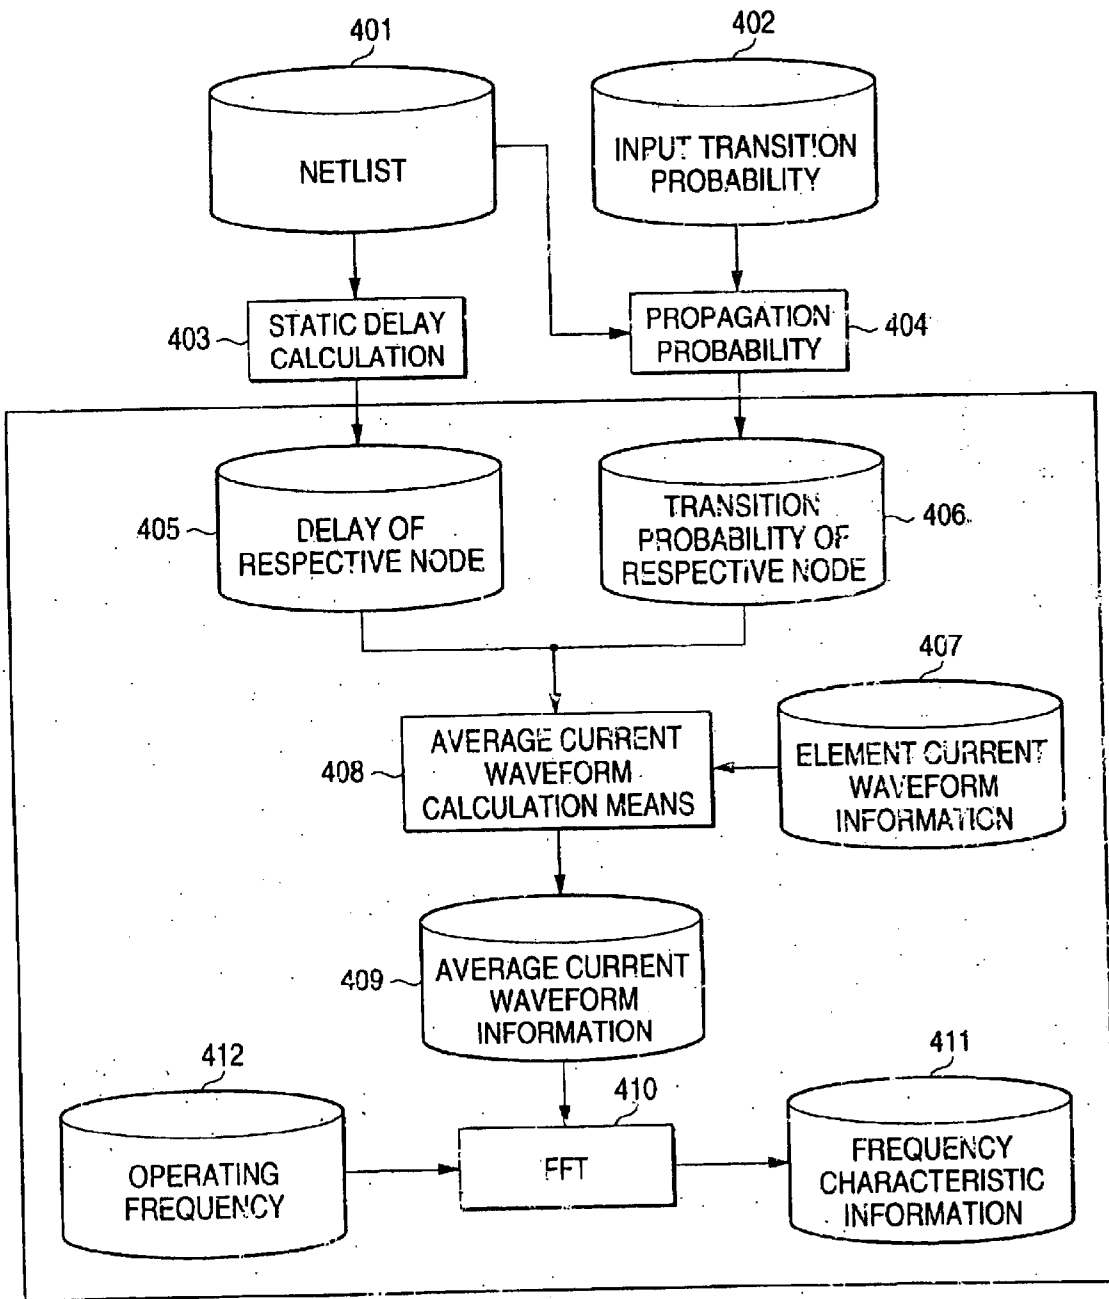 401
402
NETLIST
INPUT TRANSITION
PROBABILITY
403
STATIC DELAY
CALCULATION
PROPAGATION
PROBABILITY
404
405
DELAY OF
RESPECTIVE NODE
TRANSITION
PROBABILITY OF
RESPECTIVE NODE
406
407
408
AVERAGE CURRENT
WAVEFORM
CALCULATION MEANS
ELEMENT CURRENT
WAVEFORM
INFORMATION
409
AVERAGE CURRENT
WAVEFORM
INFORMATION
412
410
411
OPERATING
FREQUENCY
FFT
FREQUENCY
CHARACTERISTIC
INFORMATION